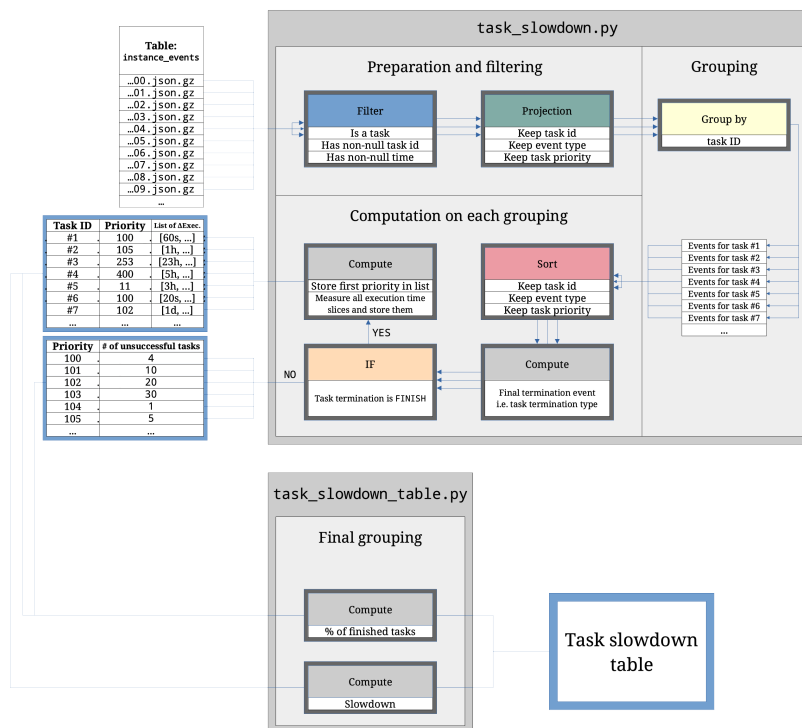 Table:
instance_events
…00.json.gz
…01.json.gz
…02.json.gz
…03.json.gz
…04.json.gz
…05.json.gz
…06.json.gz
…07.json.gz
…08.json.gz
…09.json.gz
…
task_slowdown.py
Preparation and filtering
Filter
Is a task
Has non-null task id
Has non-null time
Projection
Keep task id
Keep event type
Keep task priority
Grouping
Group by
task ID
Events for task #1
Events for task #2
Events for task #3
Events for task #4
Events for task #5
Events for task #6
Events for task #7
…
Computation on each grouping
Sort
Keep task id
Keep event type
Keep task priority
Compute
Final termination event
i.e. task termination type
IF
Task termination is FINISH
YES
NO
Compute
Store first priority in list
Measure all execution time
slices and store them
Task ID Priority List of ΔExec.
#1 100 [60s, ...]
#2 105 [1h, ...]
#3 253 [23h, ...]
#4 400 [5h, ...]
#5 11 [3h, ...]
#6 100 [20s, ...]
#7 102 [1d, ...]
… … …
Priority # of unsuccessful tasks
100 4
101 10
102 20
103 30
104 1
105 5
… …
task_slowdown_table.py
Final grouping
Compute
% of finished tasks
Compute
Slowdown
Task slowdown
table